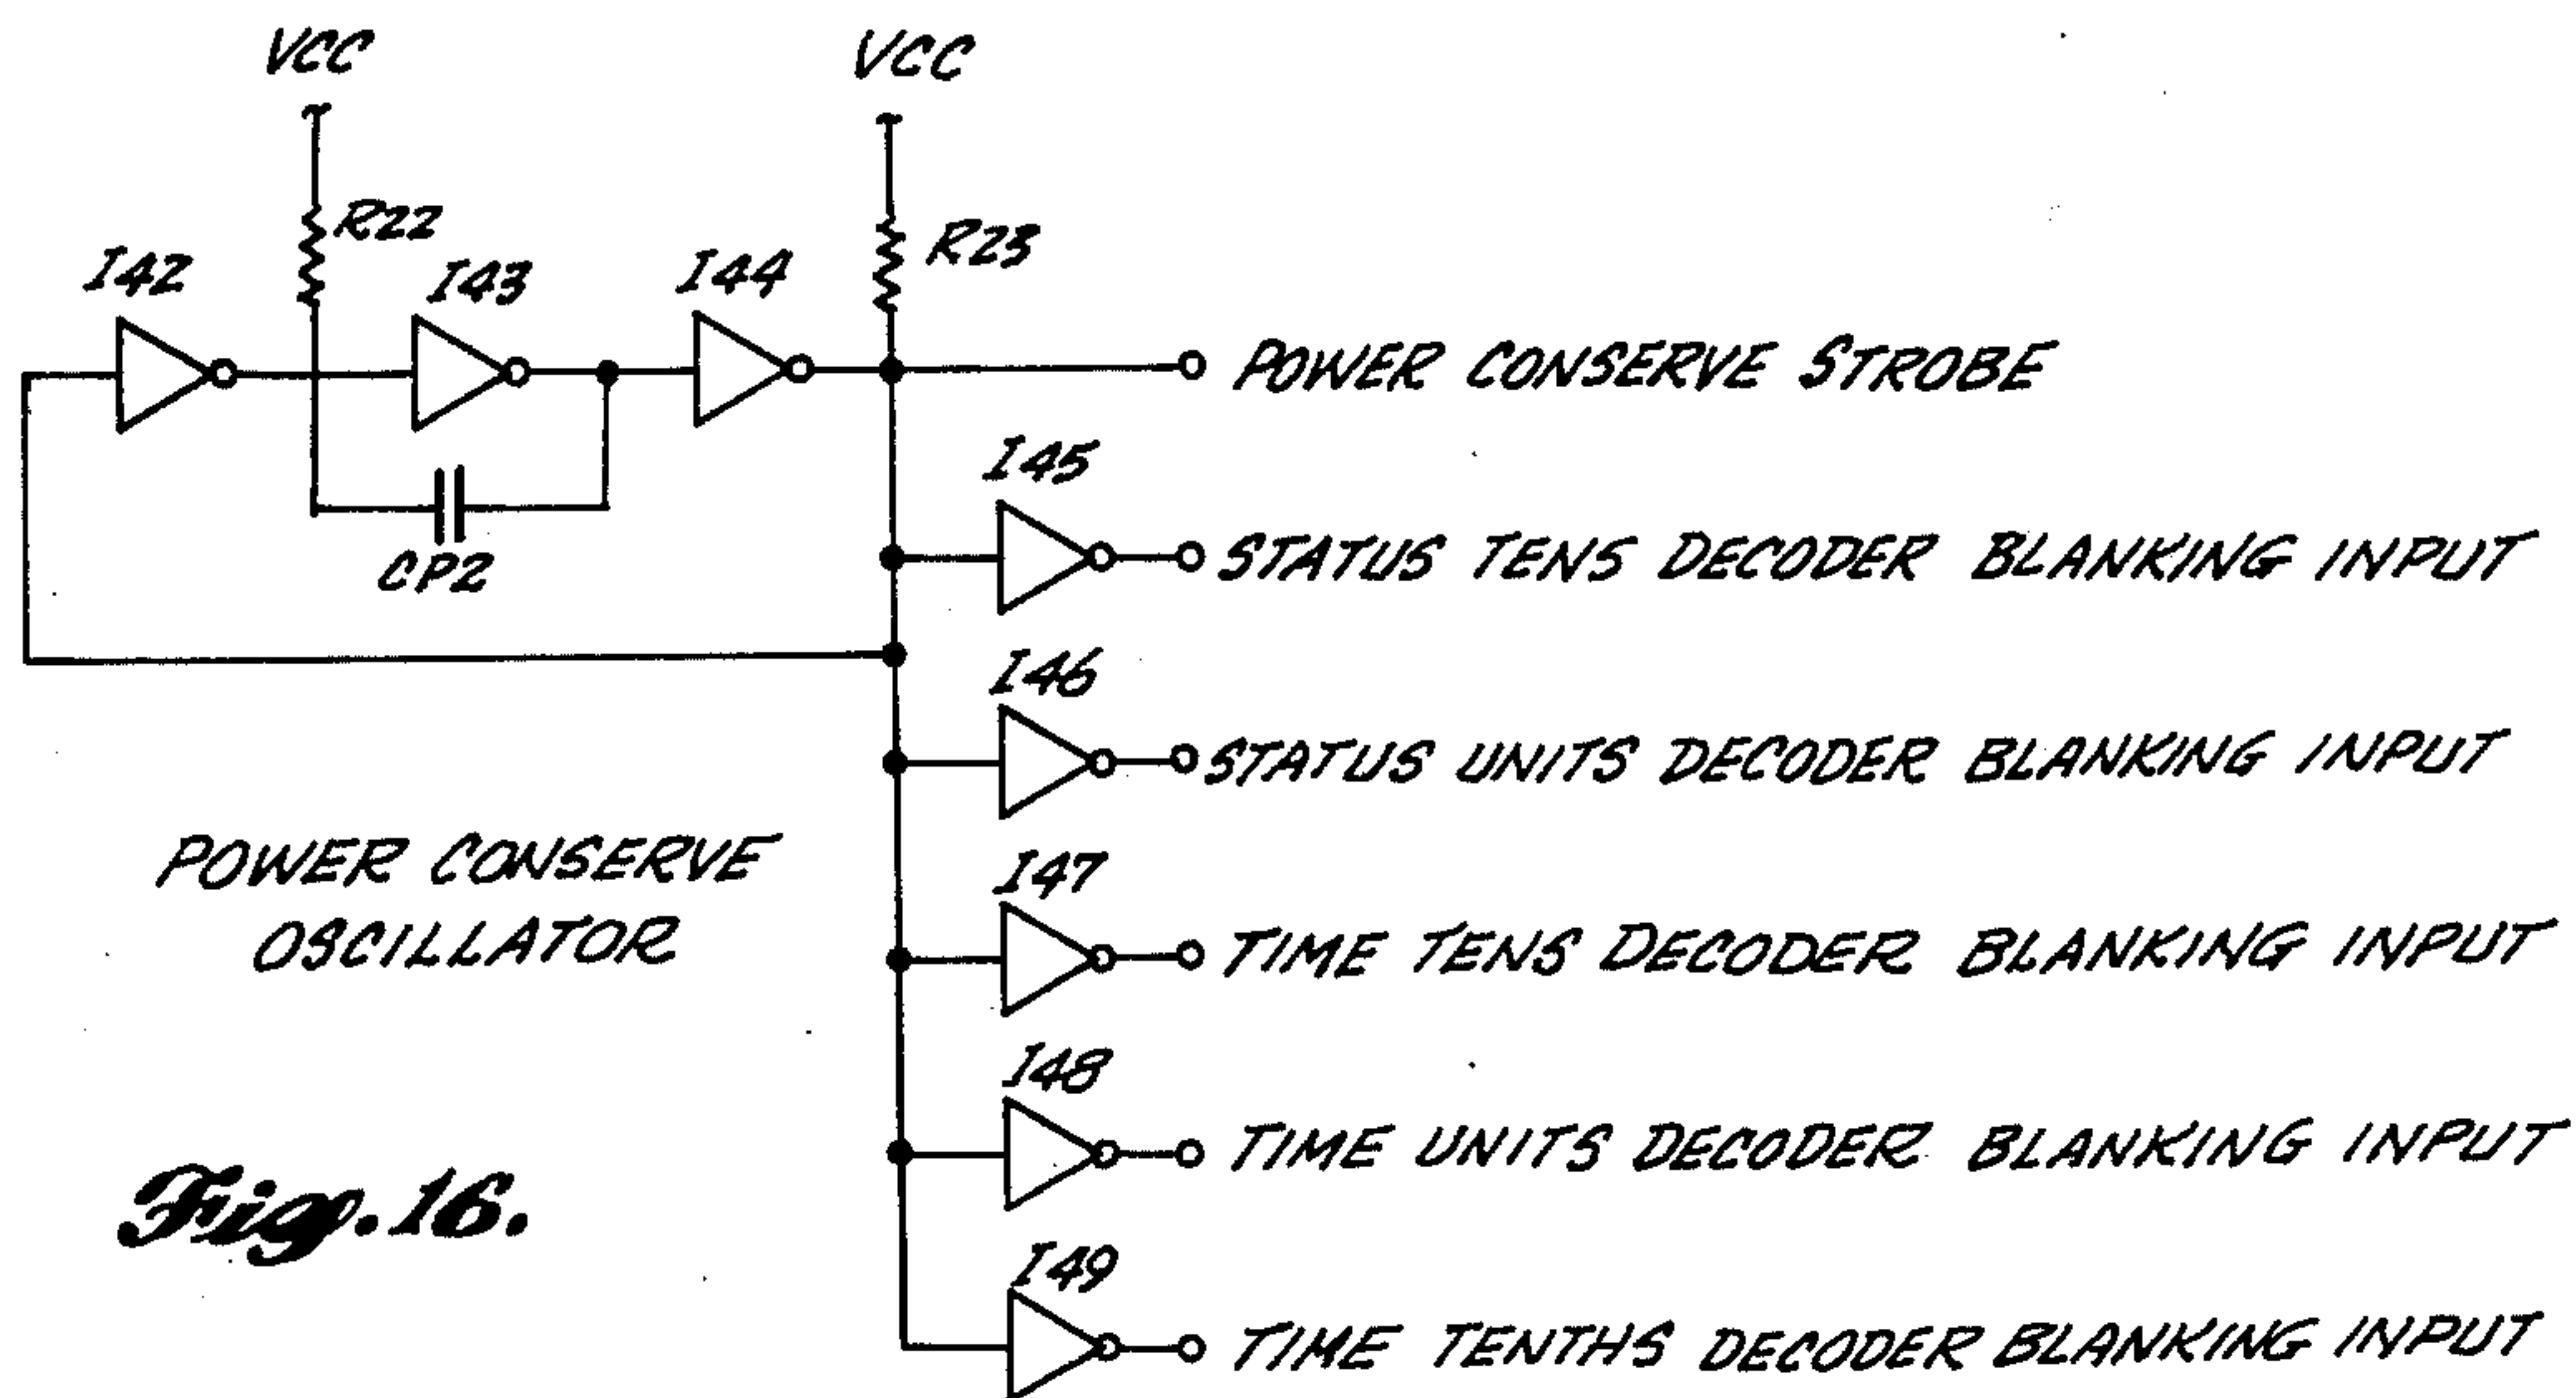 VCC
VCC
R22
R23
I42
I43
I44
POWER CONSERVE STROBE
I45
CP2
STATUS TENS DECODER BLANKING INPUT
I46
STATUS UNITS DECODER BLANKING INPUT
POWER CONSERVE
OSCILLATOR
I47
TIME TENS DECODER BLANKING INPUT
I48
TIME UNITS DECODER BLANKING INPUT
Fig. 16.
I49
TIME TENTHS DECODER BLANKING INPUT